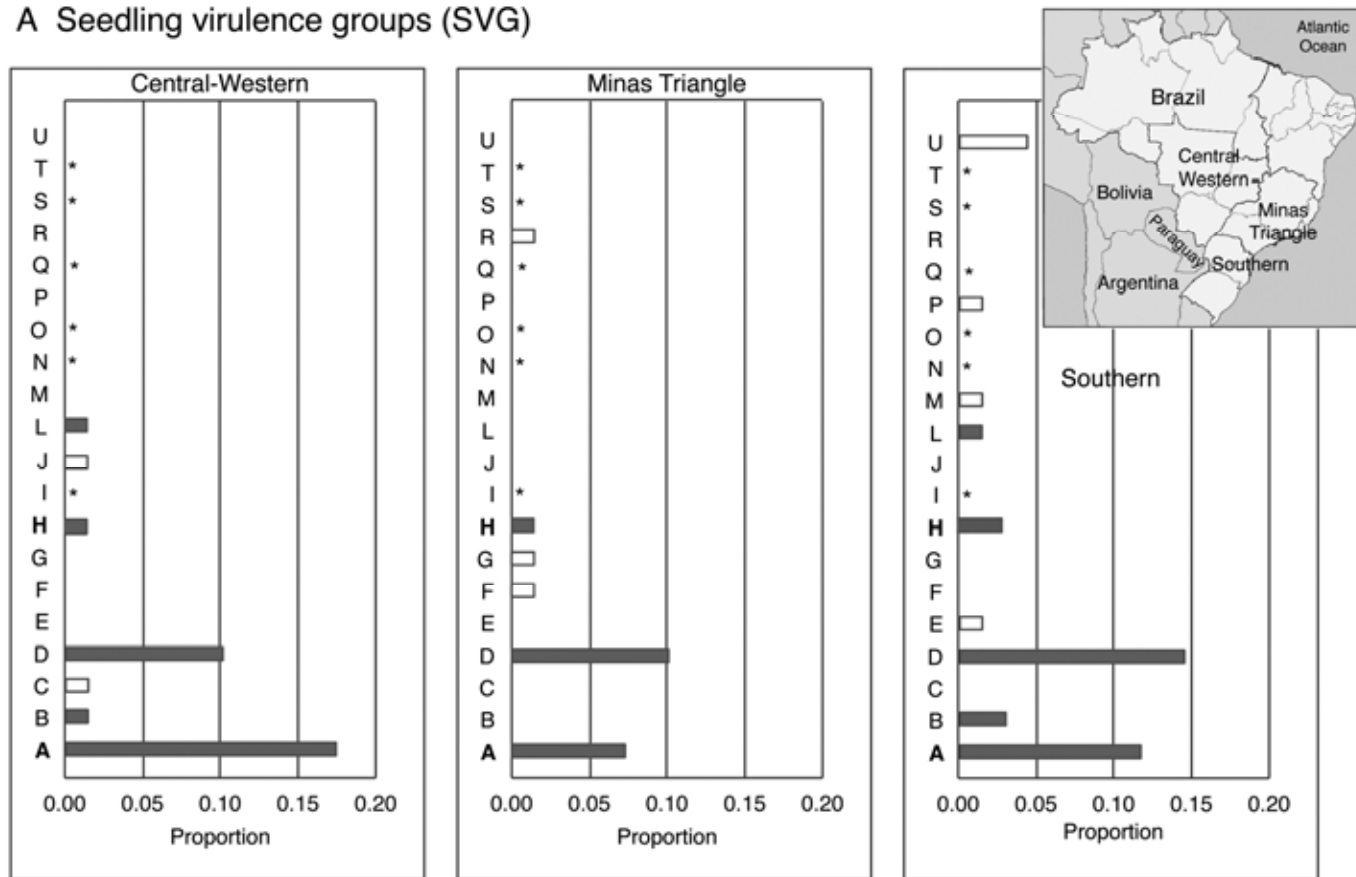 A Seedling virulence groups (SVG)
Central-Western
U
T *
S *
R
Q *
P
O *
N *
M
L
J
I *
H
G
F
E
D
C
B
A
0.00 0.05 0.10 0.15 0.20
Proportion
Minas Triangle
U
T *
S *
R
Q *
P
O *
N *
M
L
J
I *
H
G
F
E
D
C
B
A
0.00 0.05 0.10 0.15 0.20
Proportion
U
T *
S *
R
Q *
P
O *
N *
M
L
J
I *
H
G
F
E
D
C
B
A
0.00 0.05 0.10 0.15 0.20
Proportion
Southern
Atlantic
Ocean
Brazil
Central
Western
Bolivia
Minas
Triangle
Paraguay
Southern
Argentina